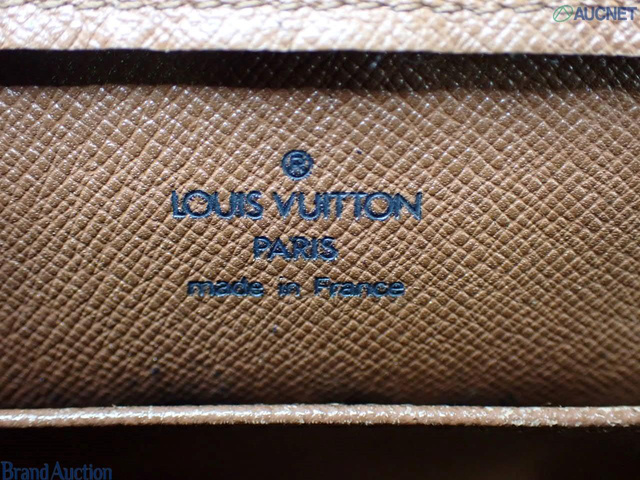 AUCNET
®
LOUIS VUITTON
PARIS
made in France
Brand Auction